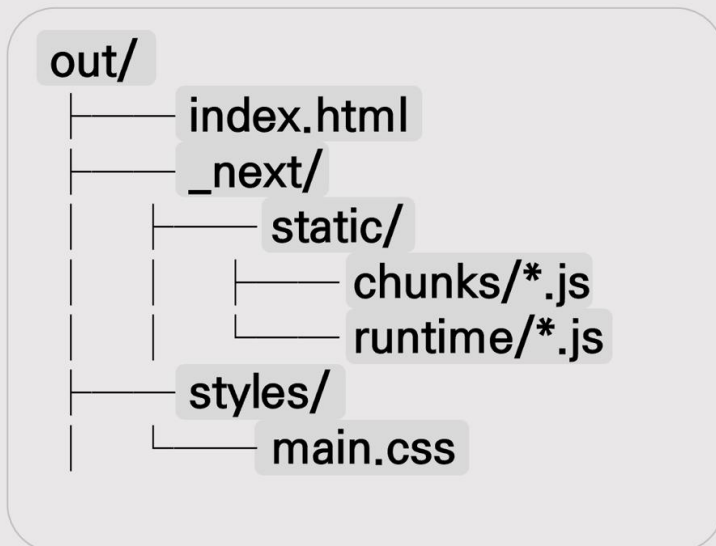 out/
├── index.html
├── _next/
│ ├── static/
│ │ ├── chunks/*.js
│ │ └── runtime/*.js
├── styles/
│ └── main.css